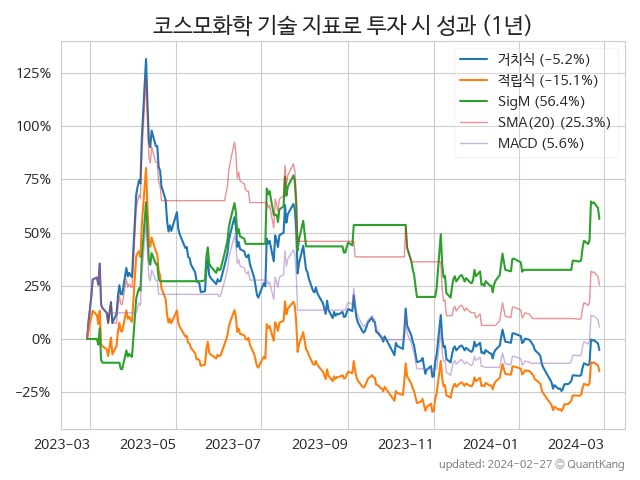 코스모화학 기술 지표로 투자 시 성과 (1년)
거치식 (-5.2%)
적립식 (-15.1%)
SigM (56.4%)
SMA(20) (25.3%)
MACD (5.6%)
125%
100%
75%
50%
25%
0%
-25%
2023-03 2023-05 2023-07 2023-09 2023-11 2024-01 2024-03
updated: 2024-02-27 © QuantKang